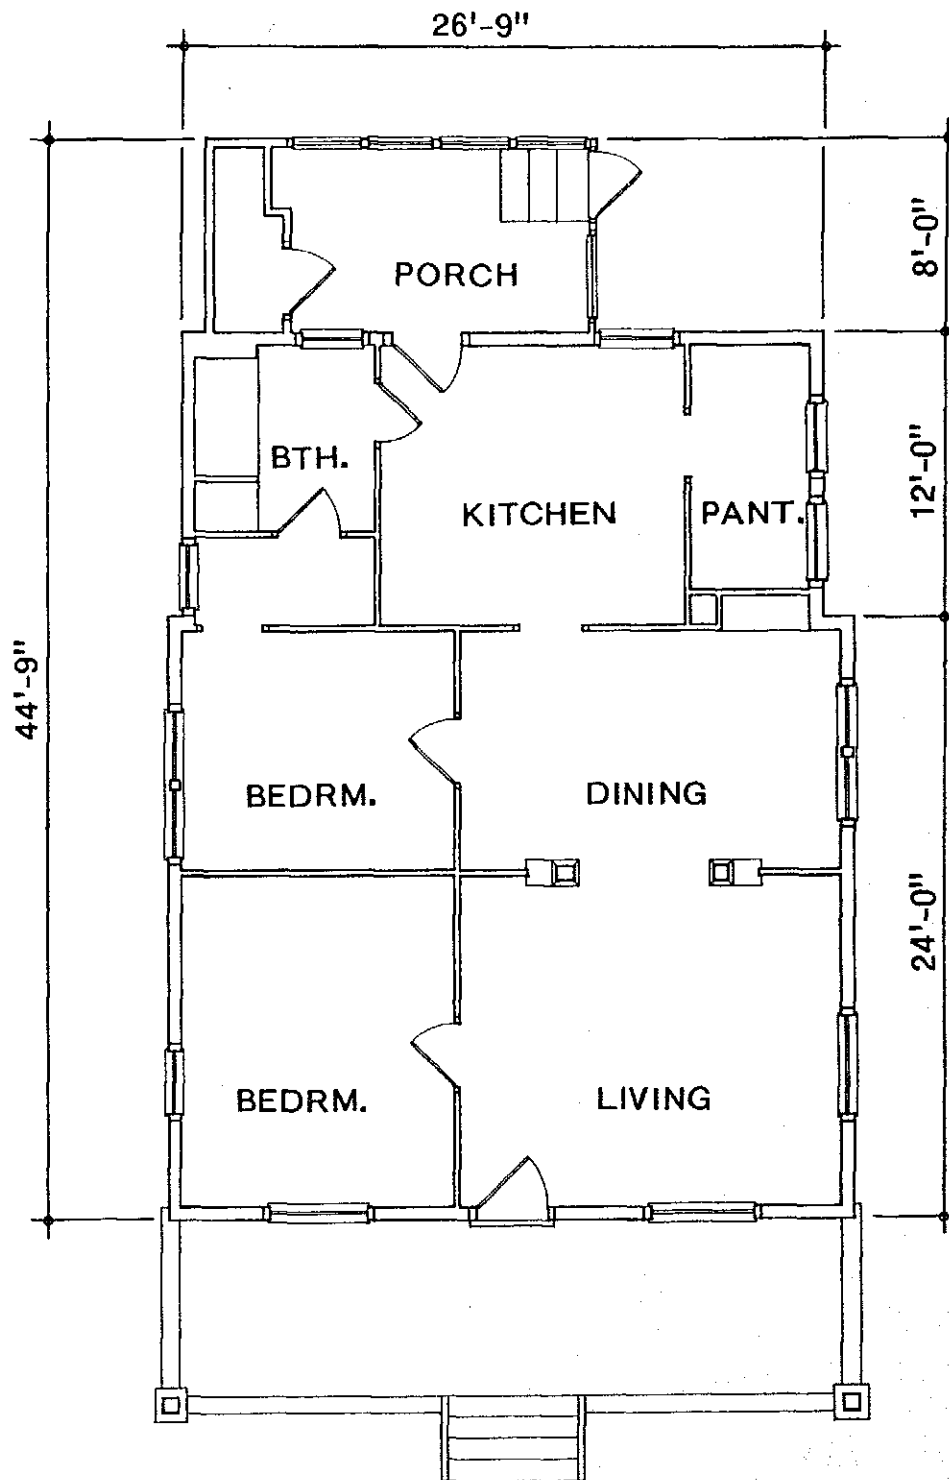 26'-9"
8'-0"
PORCH
12'-0"
BTH.
KITCHEN
PANT.
44'-9"
BEDRM.
DINING
24'-0"
BEDRM.
LIVING